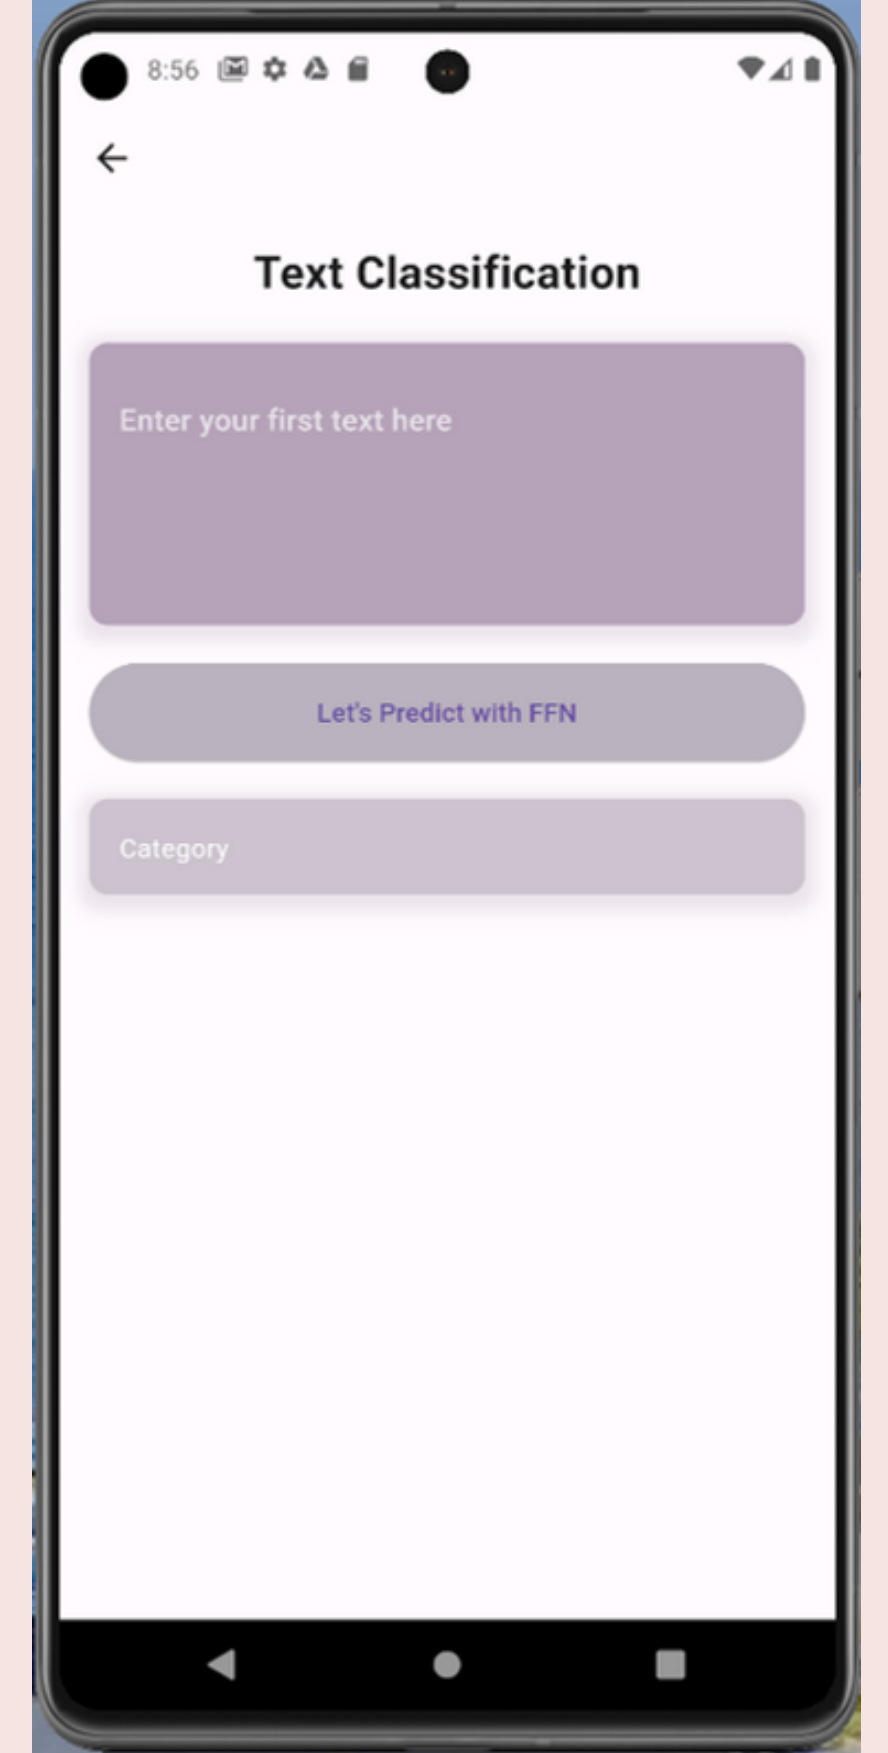 8:56
Text Classification
Enter your first text here
Let's Predict with FFN
Category